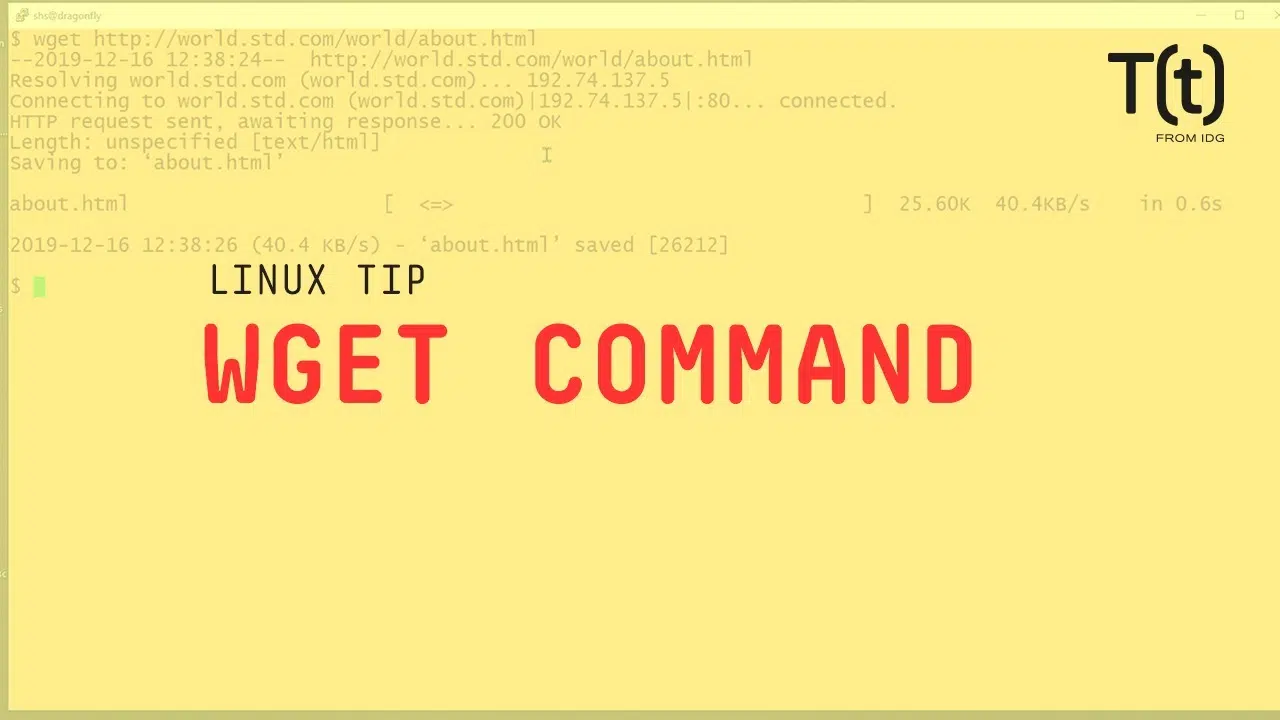 shs@dragonfly
$ wget http://world.std.com/world/about.html
--2019-12-16 12:38:24-- http://world.std.com/world/about.html
Resolving world.std.com (world.std.com)... 192.74.137.5
Connecting to world.std.com (world.std.com)|192.74.137.5|:80... connected.
HTTP request sent, awaiting response... 200 OK
Length: unspecified [text/html]
Saving to: ‘about.html’
about.html [ <=> ] 25.60K 40.4KB/s in 0.6s
2019-12-16 12:38:26 (40.4 KB/s) - ‘about.html’ saved [26212]
$
T(t)
FROM IDG
LINUX TIP
WGET COMMAND